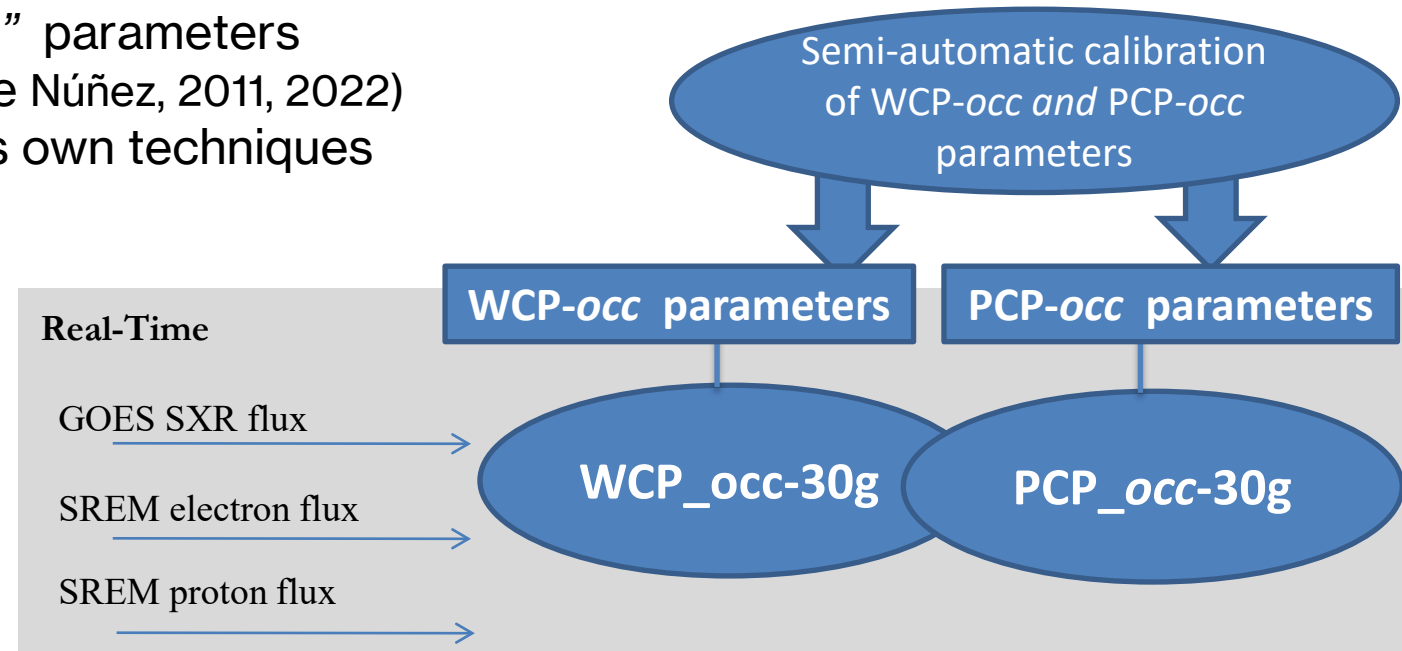 ” parameters
e Núñez, 2011, 2022)
s own techniques
Semi-automatic calibration
of WCP-occ and PCP-occ
parameters
WCP-occ parameters
PCP-occ parameters
Real-Time
GOES SXR flux
SREM electron flux
SREM proton flux
WCP_occ-30g
PCP_occ-30g